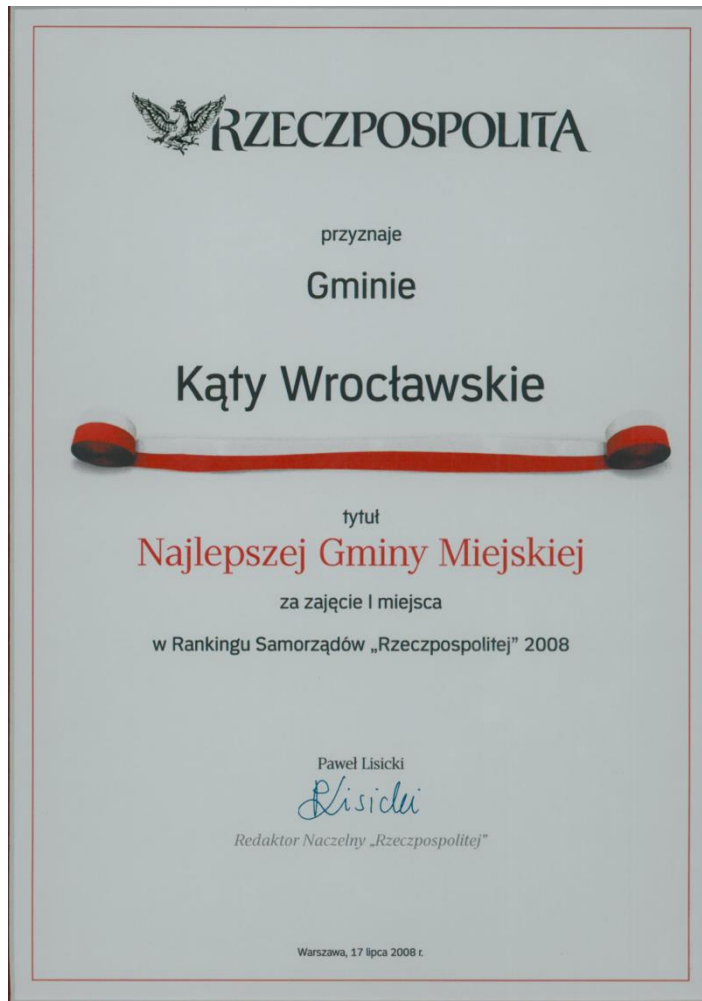 RZECZPOSPOLITA
przyznaje
Gminie
Kąty Wrocławskie
tytuł
Najlepszej Gminy Miejskiej
za zajęcie I miejsca
w Rankingu Samorządów „Rzeczpospolitej” 2008
Paweł Lisicki
PLisicki
Redaktor Naczelny „Rzeczpospolitej”
Warszawa, 17 lipca 2008 r.